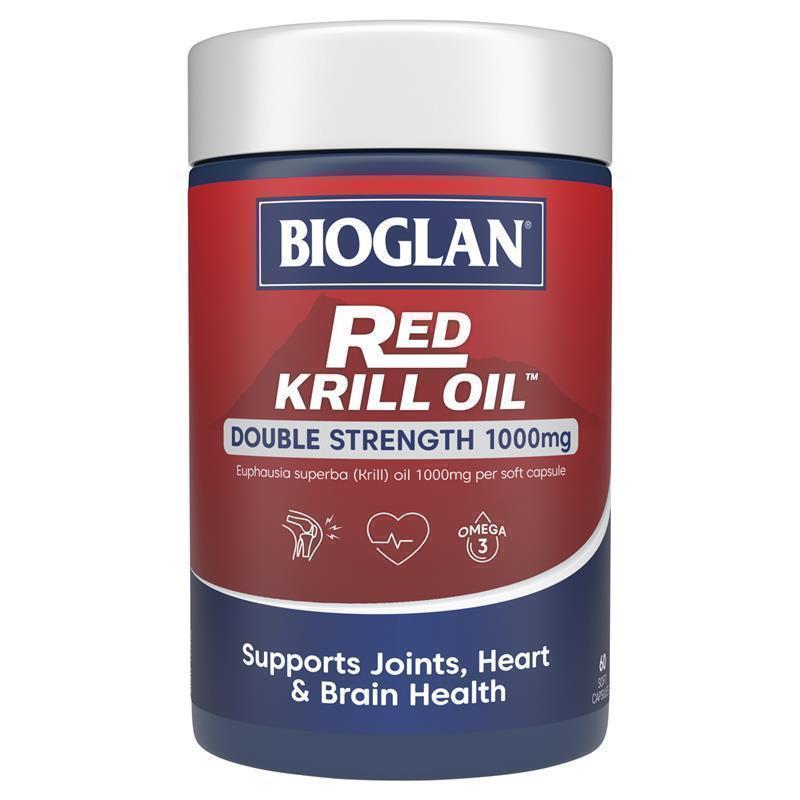 BIOGLAN®
RED
KRILL OIL™
DOUBLE STRENGTH 1000mg
Euphausia superba (Krill) oil 1000mg per soft capsule
OMEGA
3
Supports Joints, Heart
& Brain Health
60
SOFT